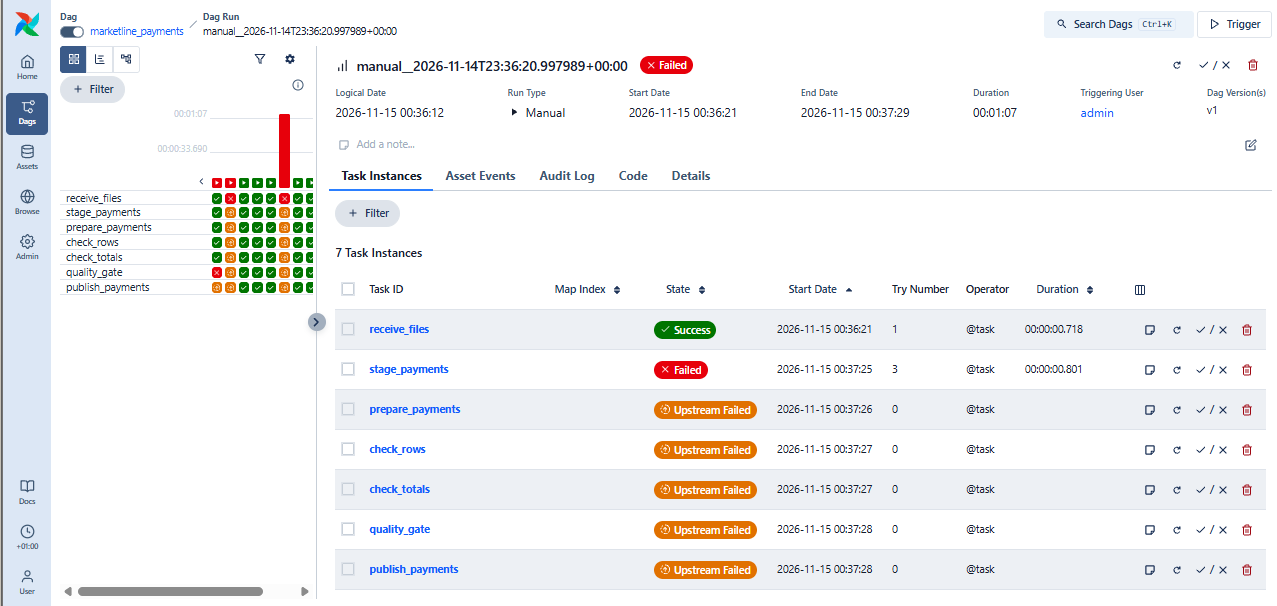 Dag
marketline_payments
/
Dag Run
manual__2026-11-14T23:36:20.997989+00:00
Search Dags Ctrl+K
Trigger
Home
Dags
Assets
Browse
Admin
Docs
+01:00
User
+ Filter
00:01:07
00:00:33.690
receive_files
stage_payments
prepare_payments
check_rows
check_totals
quality_gate
publish_payments
manual__2026-11-14T23:36:20.997989+00:00 Failed
/
Logical Date Run Type Start Date End Date Duration Triggering User Dag Version(s)
2026-11-15 00:36:12 Manual 2026-11-15 00:36:21 2026-11-15 00:37:29 00:01:07 admin v1
Add a note...
Task Instances Asset Events Audit Log Code Details
+ Filter
7 Task Instances
Task ID Map Index State Start Date Try Number Operator Duration
receive_files Success 2026-11-15 00:36:21 1 @task 00:00:00.718 /
stage_payments Failed 2026-11-15 00:37:25 3 @task 00:00:00.801 /
prepare_payments Upstream Failed 2026-11-15 00:37:26 0 @task /
check_rows Upstream Failed 2026-11-15 00:37:27 0 @task /
check_totals Upstream Failed 2026-11-15 00:37:27 0 @task /
quality_gate Upstream Failed 2026-11-15 00:37:28 0 @task /
publish_payments Upstream Failed 2026-11-15 00:37:28 0 @task /